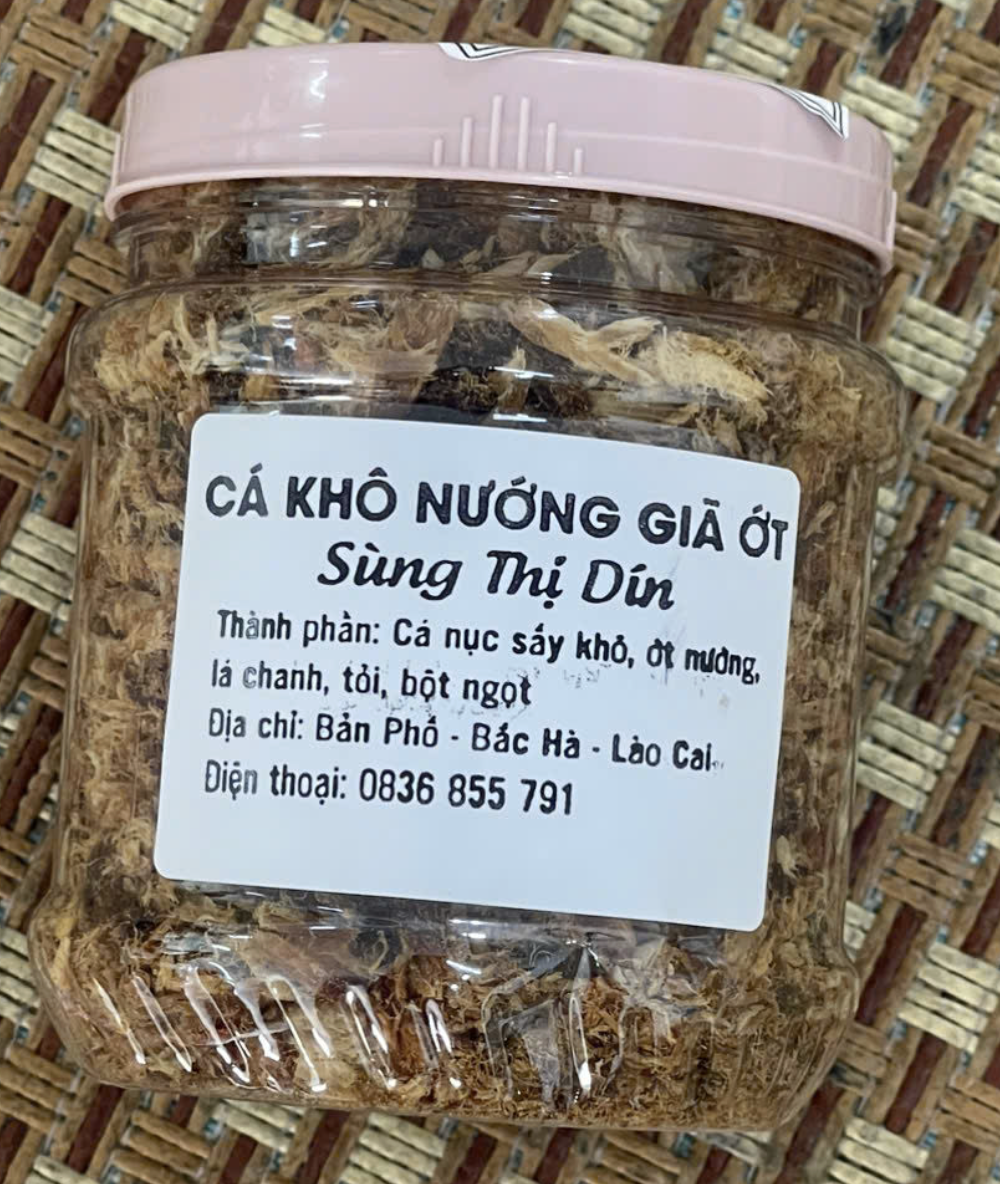 CÁ KHÔ NƯỚNG GIÃ ỚT
Sùng Thị Dín
Thành phần: Cá nục sấy khô, ớt nướng,
lá chanh, tỏi, bột ngọt
Địa chỉ: Bản Phố - Bắc Hà - Lào Cai
Điện thoại: 0836 855 791